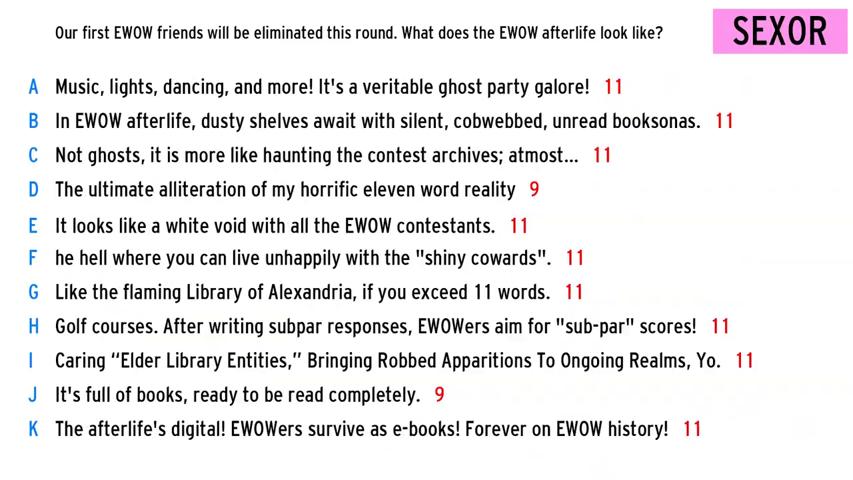 Our first EWOW friends will be eliminated this round. What does the EWOW afterlife look like?
SEXOR
A Music, lights, dancing, and more! It's a veritable ghost party galore! 11
B In EWOW afterlife, dusty shelves await with silent, cobwebbed, unread booksonas. 11
C Not ghosts, it is more like haunting the contest archives; atmost... 11
D The ultimate alliteration of my horrific eleven word reality 9
E It looks like a white void with all the EWOW contestants. 11
F he hell where you can live unhappily with the "shiny cowards". 11
G Like the flaming Library of Alexandria, if you exceed 11 words. 11
H Golf courses. After writing subpar responses, EWOWers aim for "sub-par" scores! 11
I Caring “Elder Library Entities,” Bringing Robbed Apparitions To Ongoing Realms, Yo. 11
J It's full of books, ready to be read completely. 9
K The afterlife's digital! EWOWers survive as e-books! Forever on EWOW history! 11